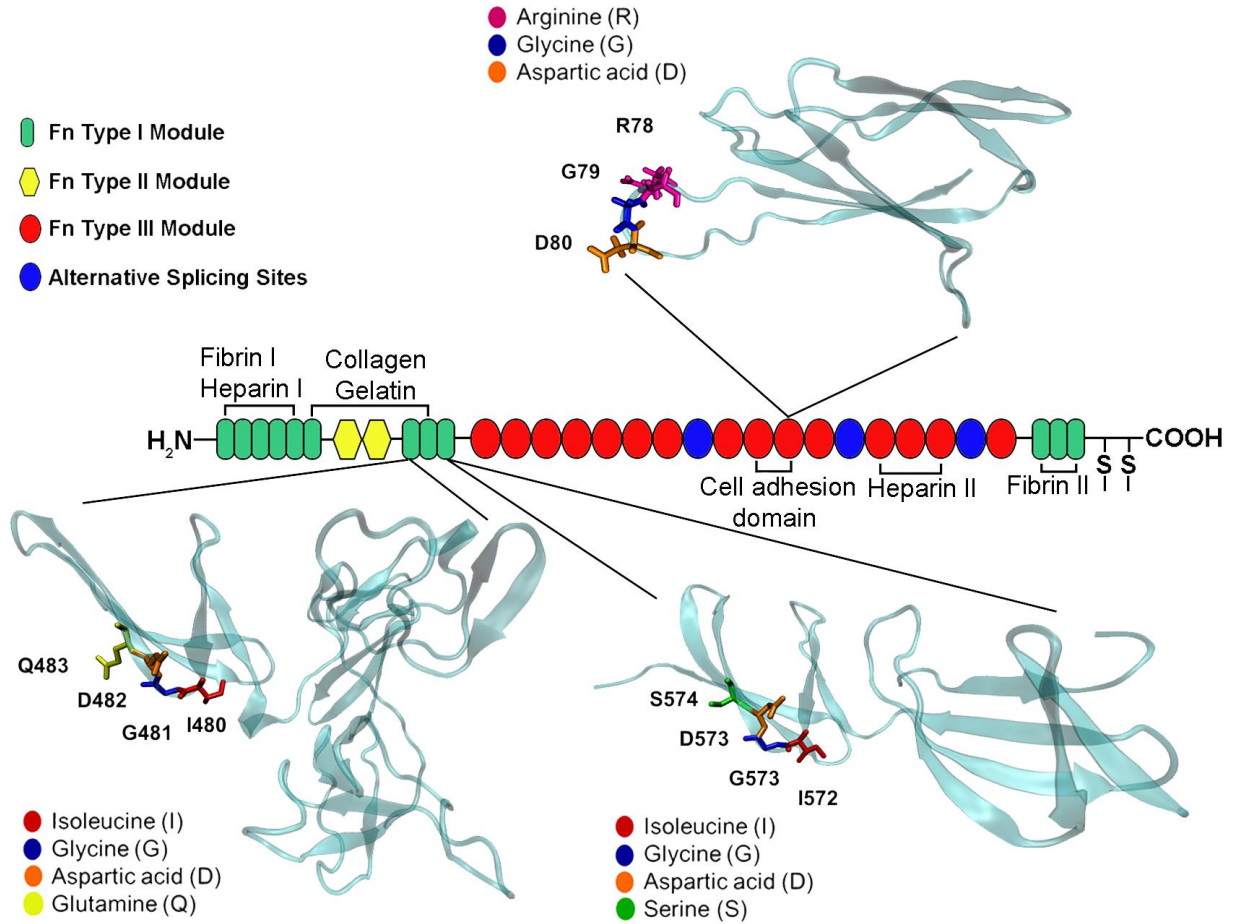 Arginine (R)
Glycine (G)
Aspartic acid (D)
Fn Type I Module
Fn Type II Module
Fn Type III Module
Alternative Splicing Sites
R78
G79
D80
Fibrin I
Heparin I
Collagen
Gelatin
H2N
COOH
S S
I I
Cell adhesion
domain
Heparin II
Fibrin II
Q483
D482
G481
I480
S574
D573
G573
I572
Isoleucine (I)
Glycine (G)
Aspartic acid (D)
Glutamine (Q)
Isoleucine (I)
Glycine (G)
Aspartic acid (D)
Serine (S)